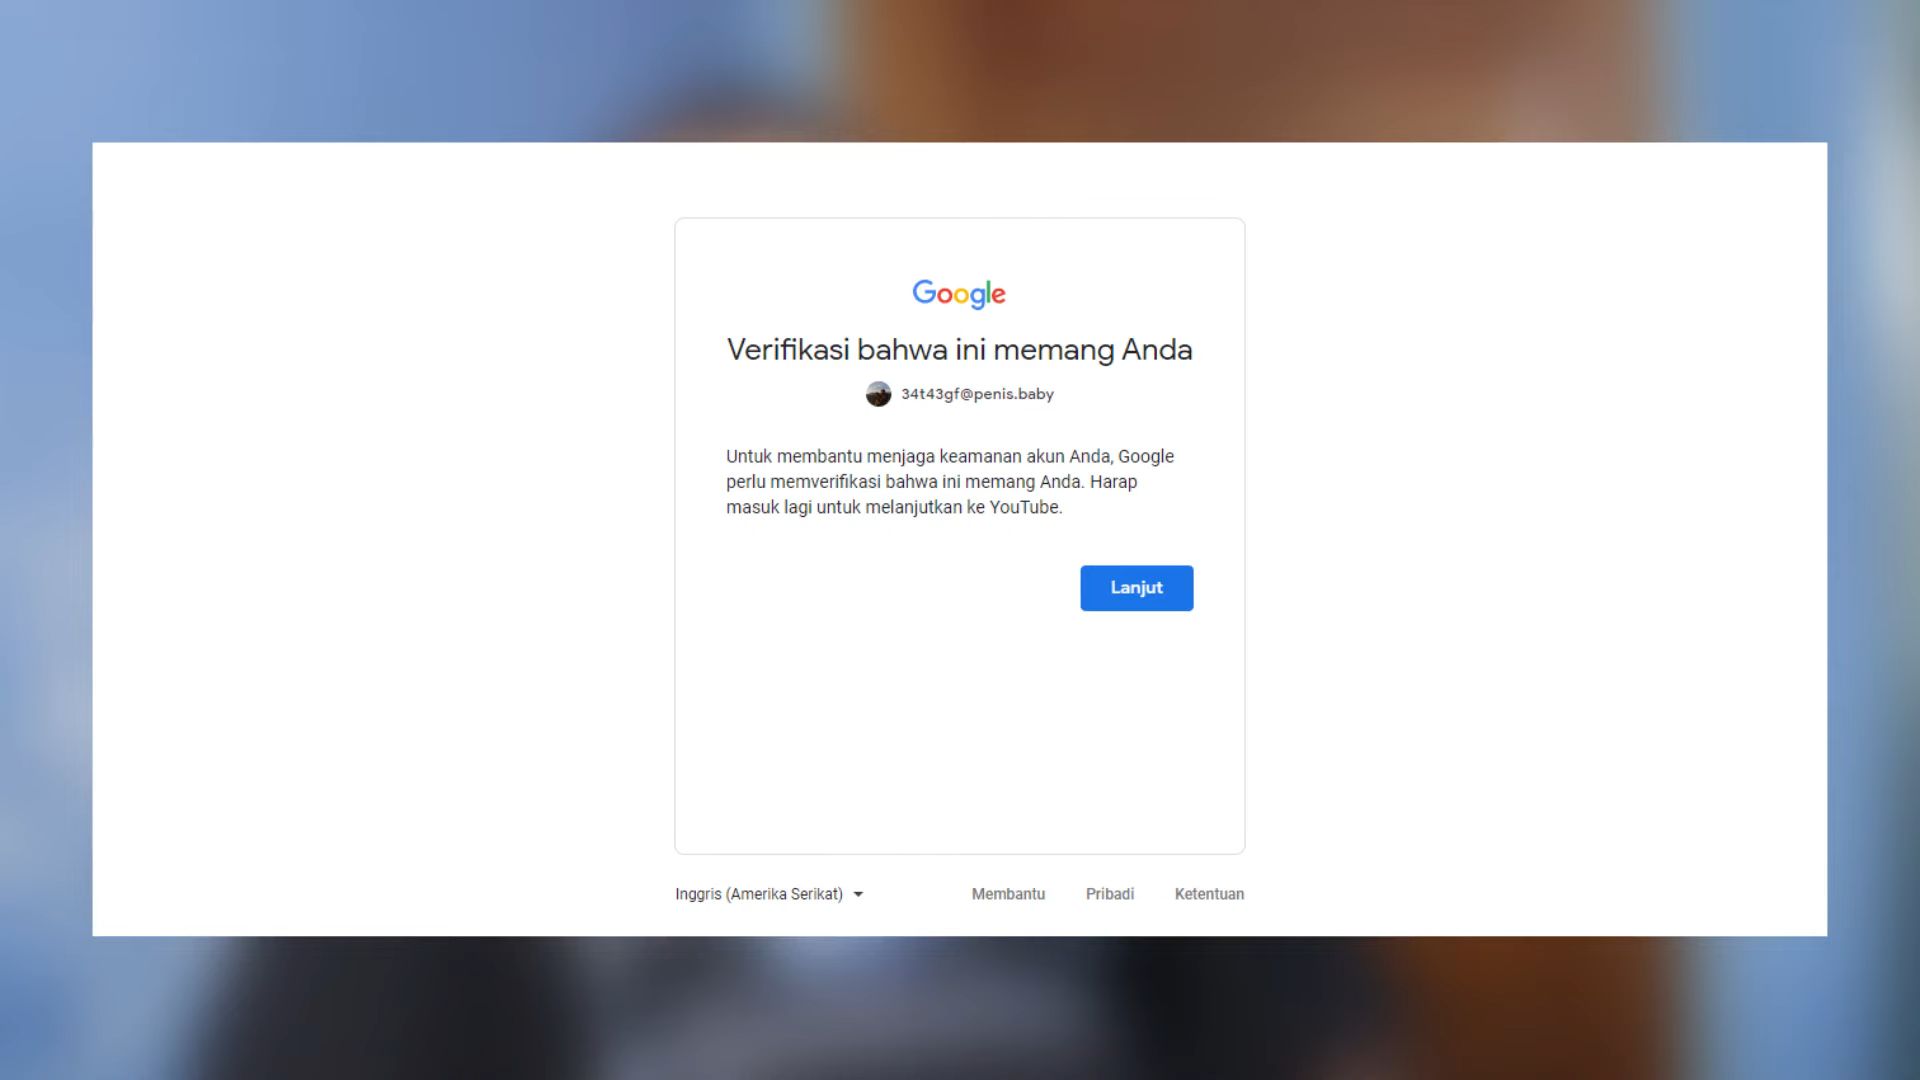 Google
Verifikasi bahwa ini memang Anda
34t43gf@penis.baby
Untuk membantu menjaga keamanan akun Anda, Google
perlu memverifikasi bahwa ini memang Anda. Harap
masuk lagi untuk melanjutkan ke YouTube.
Lanjut
Inggris (Amerika Serikat)
Membantu
Pribadi
Ketentuan